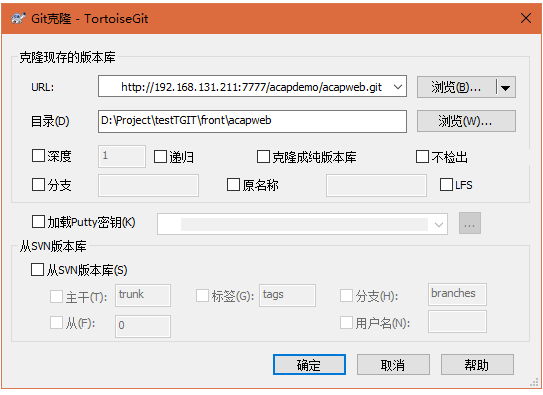 Git克隆 - TortoiseGit
克隆现存的版本库
URL: http://192.168.131.211:7777/acapdemo/acapweb.git 浏览(B)...
目录(D) D:\Project\testTGIT\front\acapweb 浏览(W)...
深度 1 递归 克隆成纯版本库 不检出
分支 原名称 LFS
加载Putty密钥(K) ...
从SVN版本库
从SVN版本库(S)
主干(T): trunk 标签(G): tags 分支(H): branches
从(F): 0 用户名(N):
确定 取消 帮助